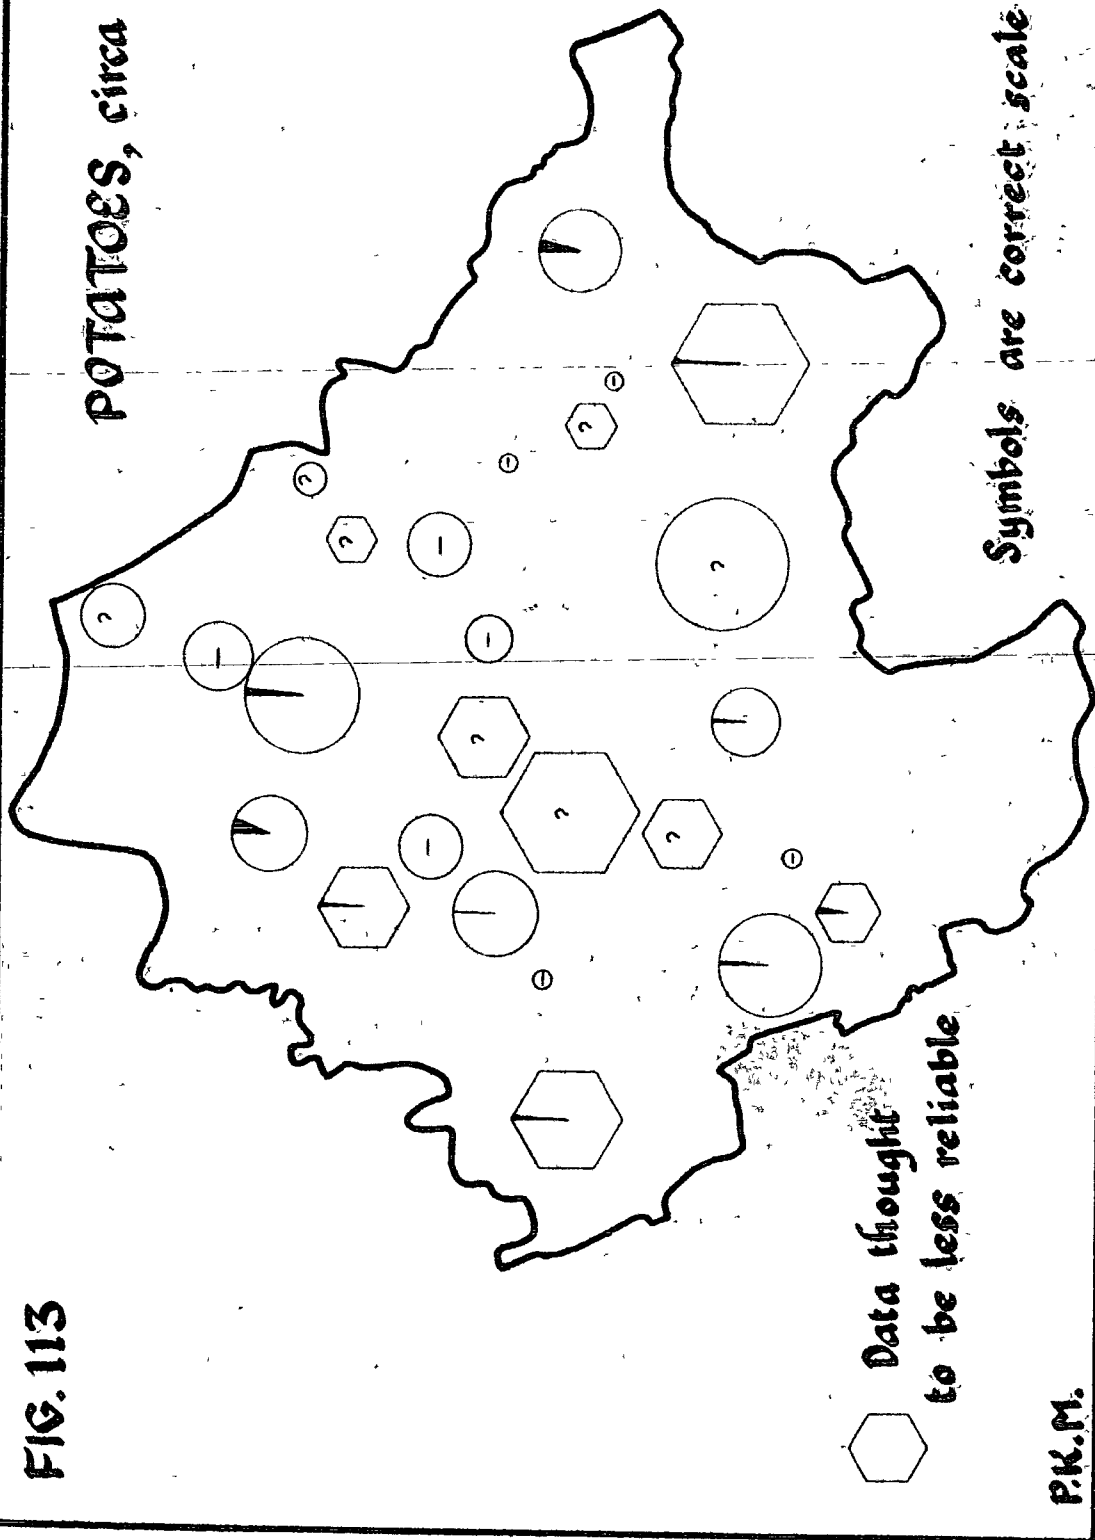 FIG. 113
POTATOES, circa
?
?
?
?
?
?
?
?
Data thought
to be less reliable
Symbols are correct scale
P.K.M.